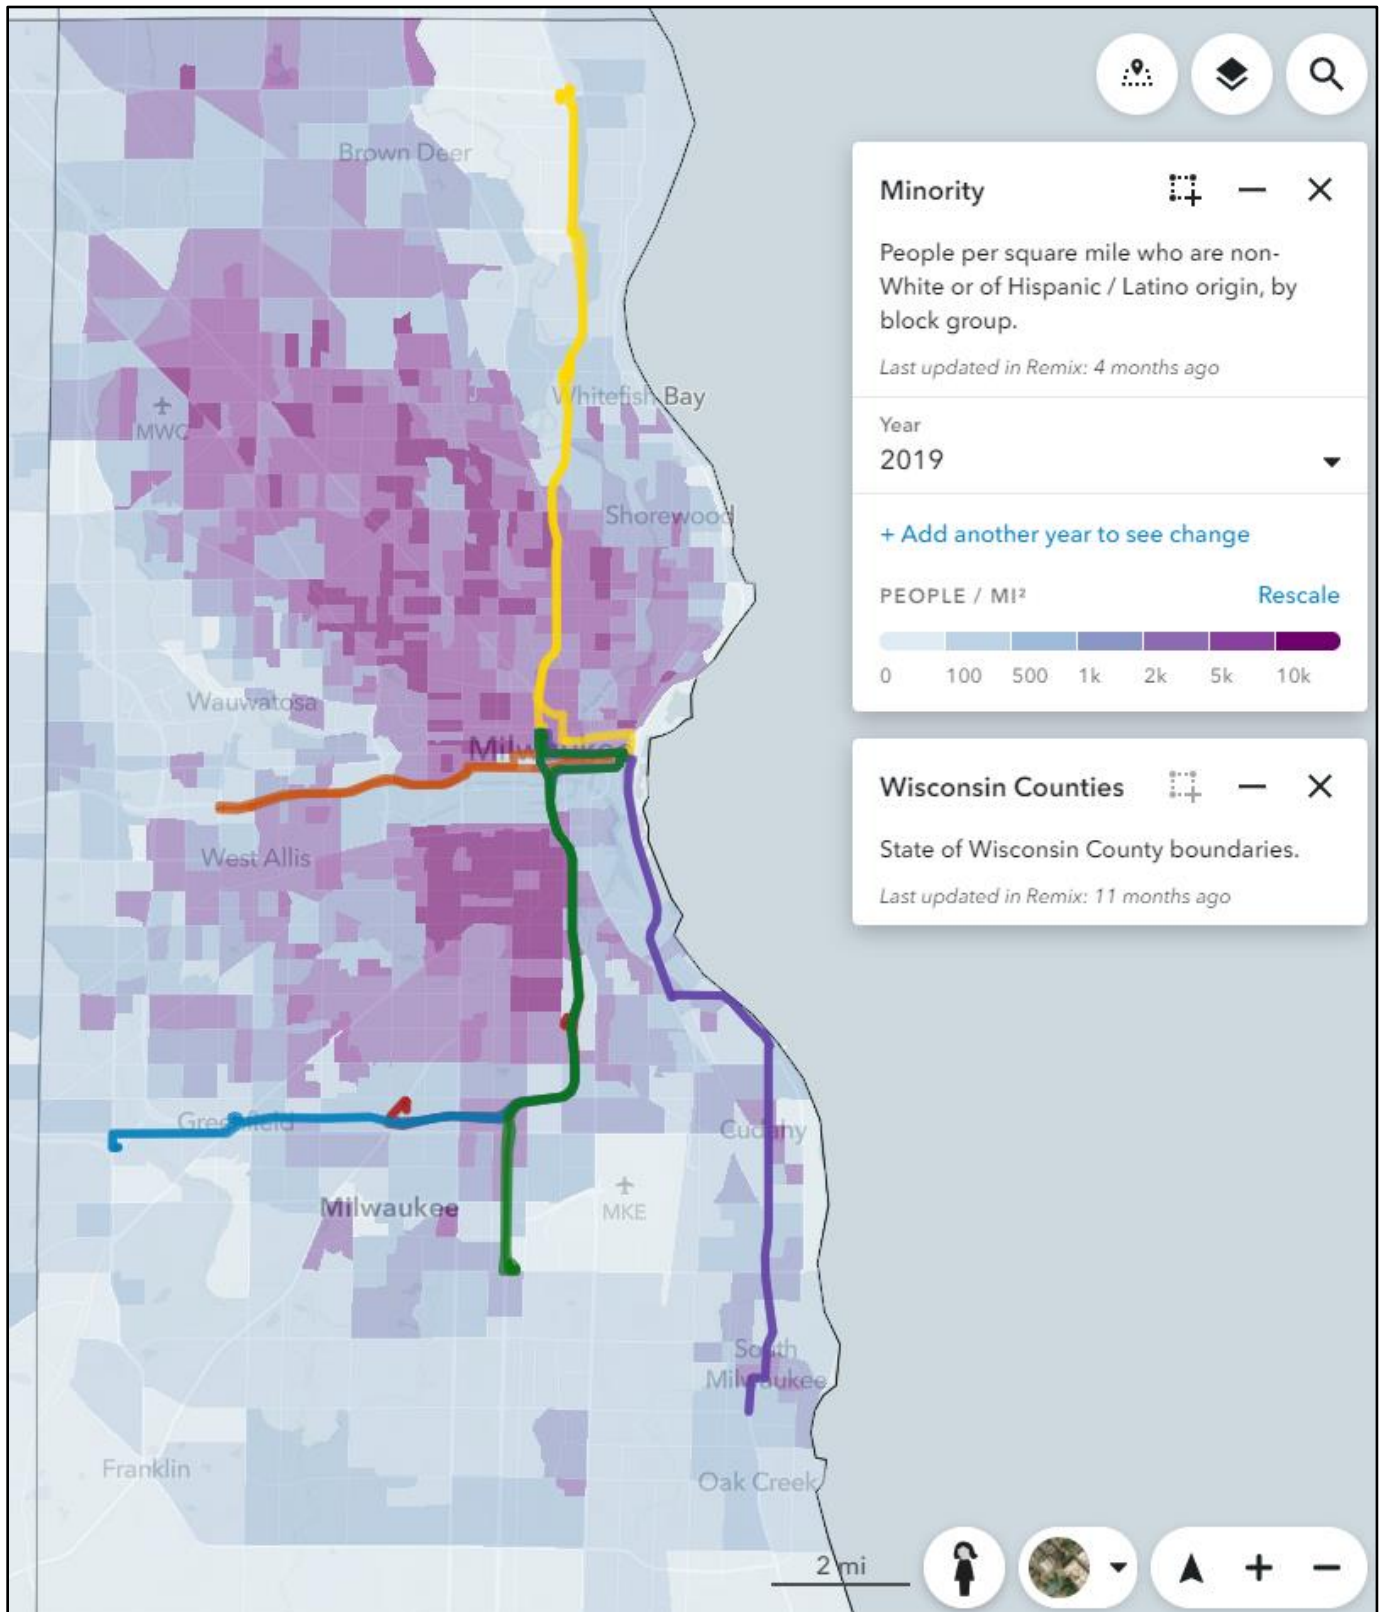 Brown Deer
Whitefish Bay
MWC
Shorewood
Wauwatosa
Milwaukee
West Allis
Greenfield
Cudahy
Milwaukee
MKE
South
Milwaukee
Franklin
Oak Creek
2 mi
Minority
People per square mile who are non-
White or of Hispanic / Latino origin, by
block group.
Last updated in Remix: 4 months ago
Year
2019
+ Add another year to see change
PEOPLE / MI²
Rescale
0 100 500 1k 2k 5k 10k
Wisconsin Counties
State of Wisconsin County boundaries.
Last updated in Remix: 11 months ago